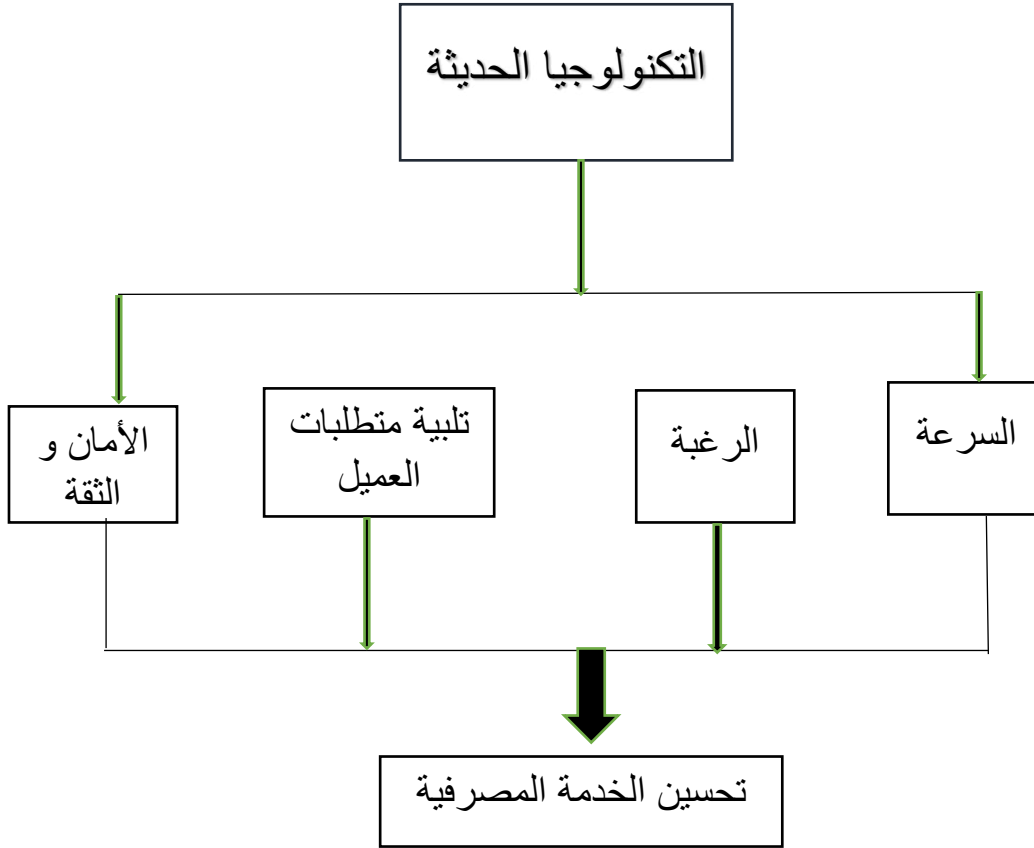 التكنولوجيا الحديثة
السرعة
الرغبة
تلبية متطلبات
العميل
الأمان و
الثقة
تحسين الخدمة المصرفية